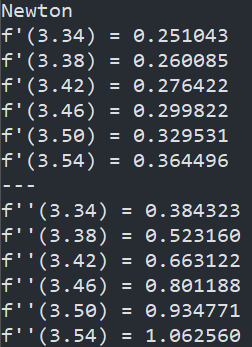 Newton
f'(3.34) = 0.251043
f'(3.38) = 0.260085
f'(3.42) = 0.276422
f'(3.46) = 0.299822
f'(3.50) = 0.329531
f'(3.54) = 0.364496
---
f''(3.34) = 0.384323
f''(3.38) = 0.523160
f''(3.42) = 0.663122
f''(3.46) = 0.801188
f''(3.50) = 0.934771
f''(3.54) = 1.062560